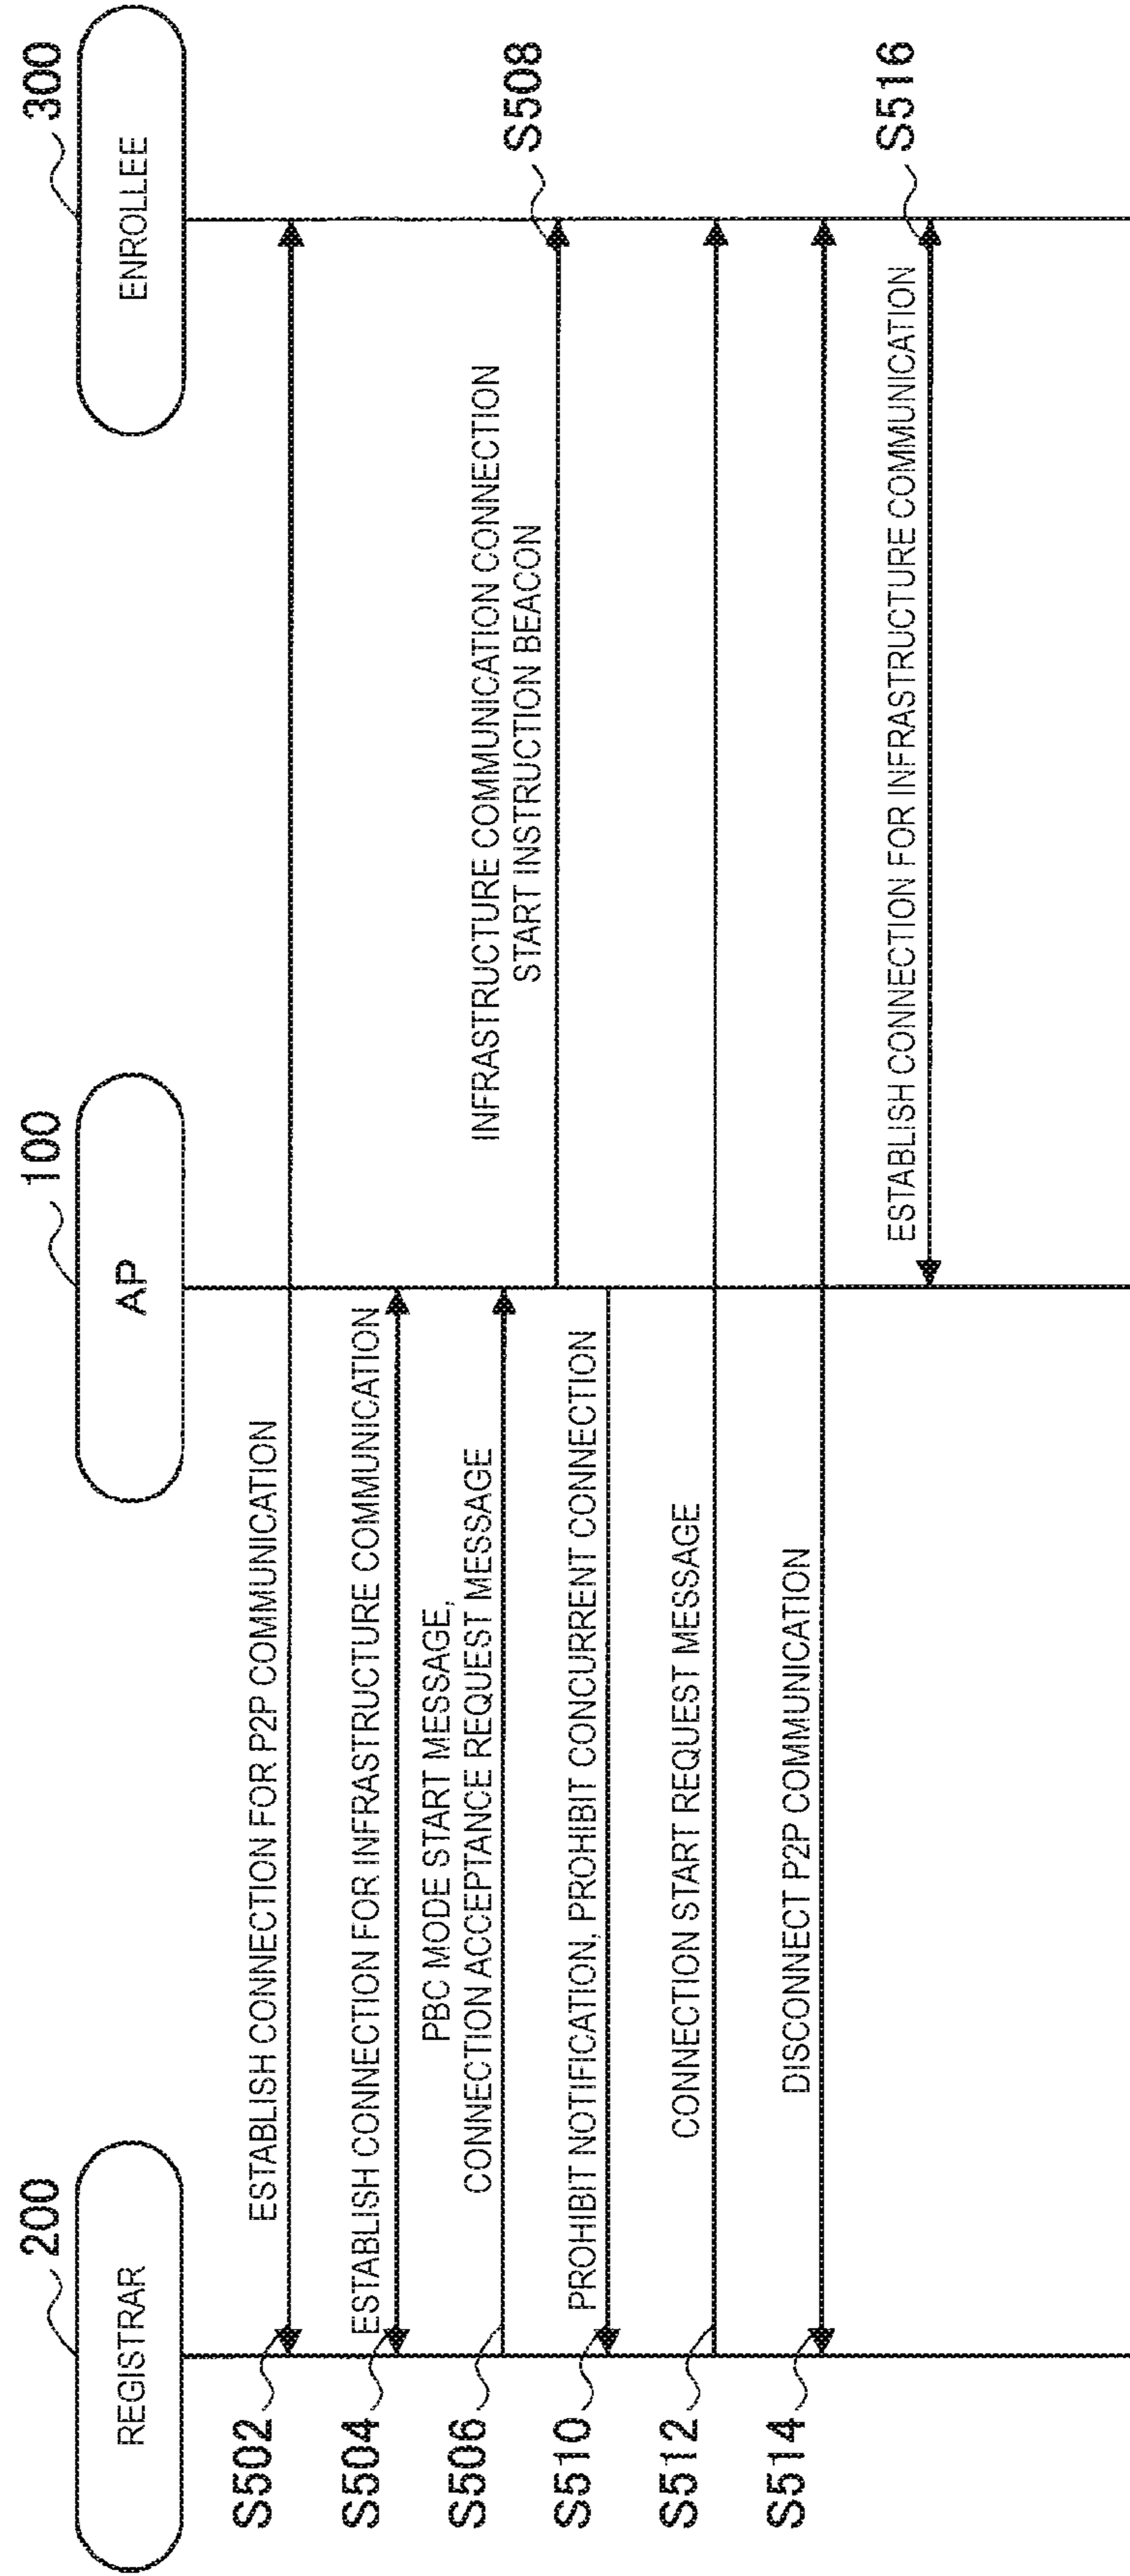 200
REGISTRAR
100
AP
300
ENROLLEE
S502
ESTABLISH CONNECTION FOR P2P COMMUNICATION
S504
ESTABLISH CONNECTION FOR INFRASTRUCTURE COMMUNICATION
S506
PBC MODE START MESSAGE,
CONNECTION ACCEPTANCE REQUEST MESSAGE
INFRASTRUCTURE COMMUNICATION CONNECTION
START INSTRUCTION BEACON
S508
S510
PROHIBIT NOTIFICATION, PROHIBIT CONCURRENT CONNECTION
S512
CONNECTION START REQUEST MESSAGE
S514
DISCONNECT P2P COMMUNICATION
ESTABLISH CONNECTION FOR INFRASTRUCTURE COMMUNICATION
S516